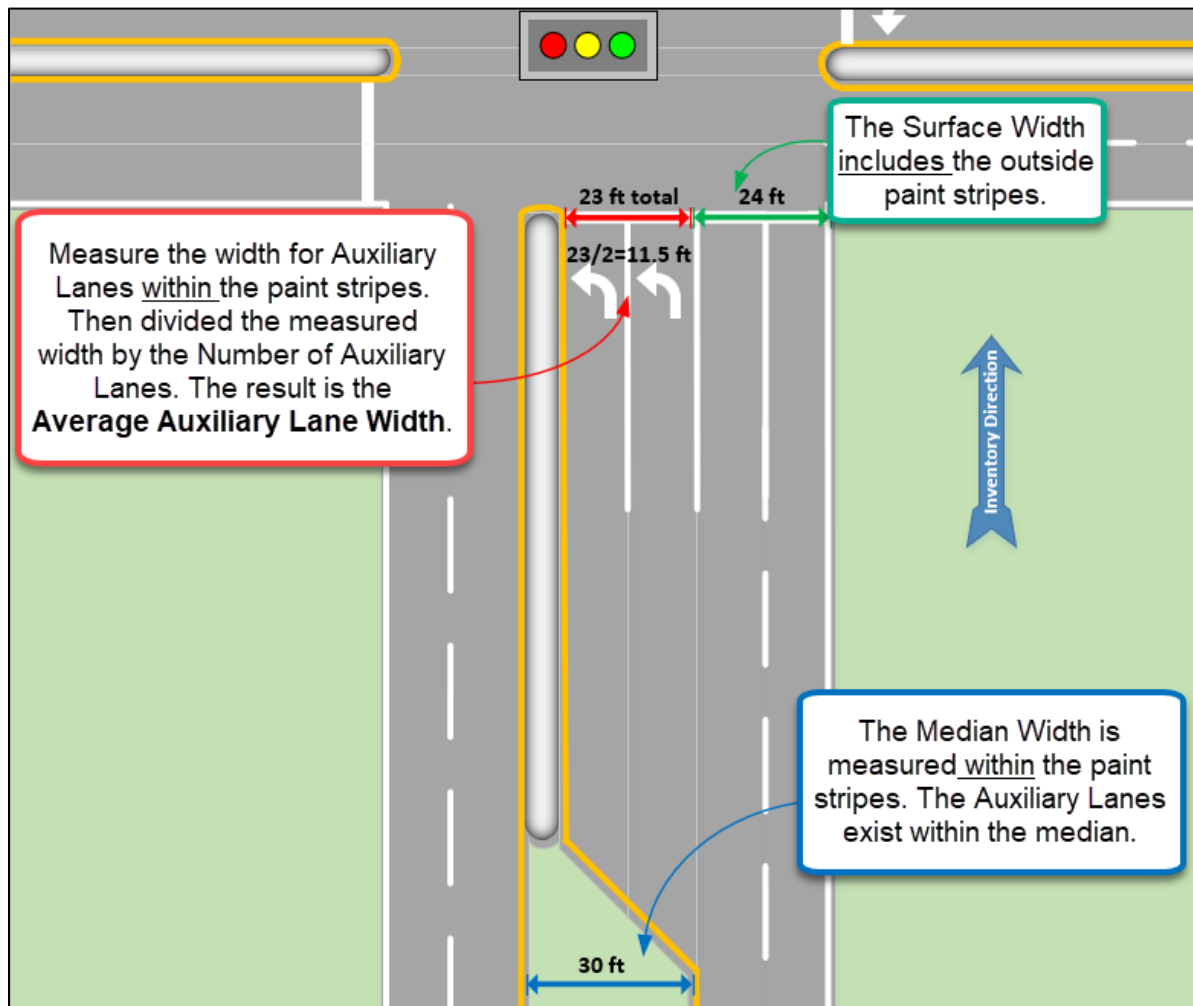 The Surface Width
includes the outside
paint stripes.
23 ft total
24 ft
Measure the width for Auxiliary
Lanes within the paint stripes.
Then divided the measured
width by the Number of Auxiliary
Lanes. The result is the
Average Auxiliary Lane Width.
23/2=11.5 ft
Inventory Direction
The Median Width is
measured within the paint
stripes. The Auxiliary Lanes
exist within the median.
30 ft